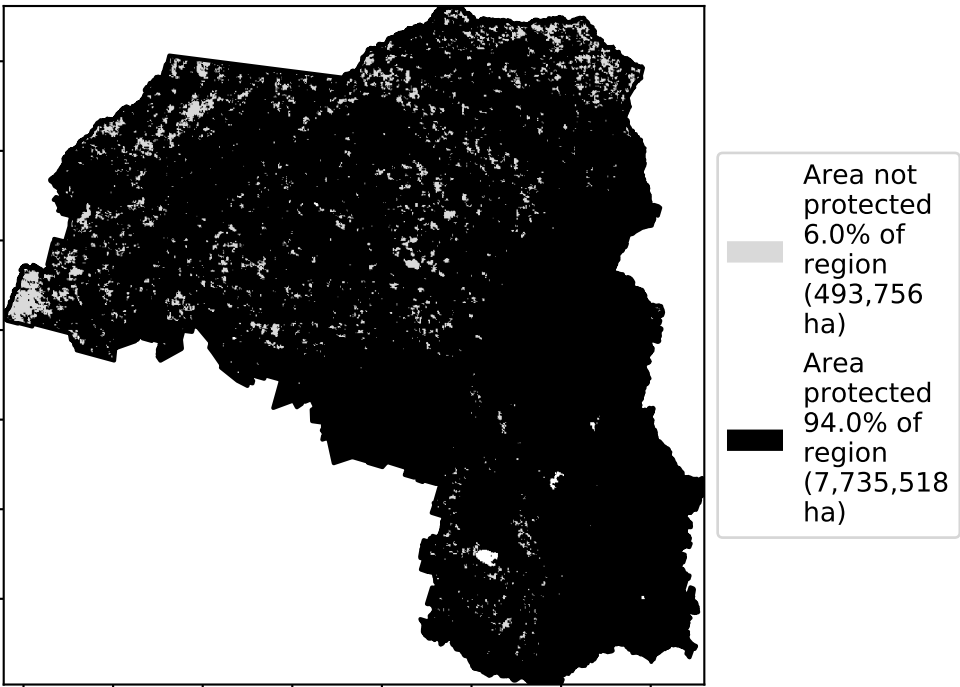 Area not
protected
6.0% of
region
(493,756
ha)
Area
protected
94.0% of
region
(7,735,518
ha)